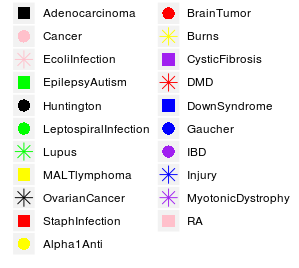 Adenocarcinoma
Cancer
EcoliInfection
EpilepsyAutism
Huntington
LeptospiralInfection
Lupus
MALTlymphoma
OvarianCancer
StaphInfection
Alpha1Anti
BrainTumor
Burns
CysticFibrosis
DMD
DownSyndrome
Gaucher
IBD
Injury
MyotonicDystrophy
RA